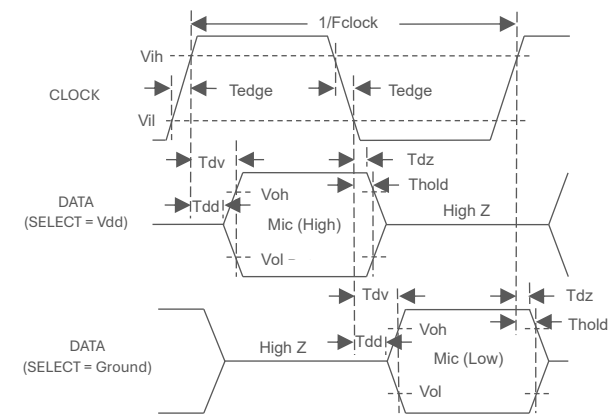 1/Fclock
Vih
CLOCK
Tedge
Tedge
Vil
Tdv
Tdz
DATA
(SELECT = Vdd)
Tdd
Voh
Thold
Mic (High)
High Z
Vol
Tdv
Tdz
DATA
(SELECT = Ground)
High Z
Tdd
Voh
Thold
Mic (Low)
Vol